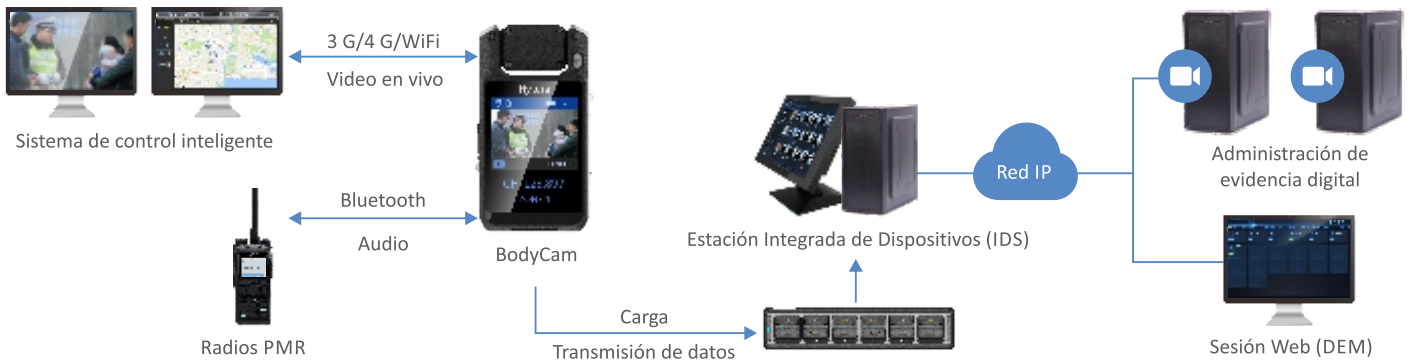 3 G/4 G/WiFi
Video en vivo
Sistema de control inteligente
Bluetooth
Audio
Radios PMR
Hytera
BodyCam
Carga
Transmisión de datos
Estación Integrada de Dispositivos (IDS)
Red IP
Administración de
evidencia digital
Sesión Web (DEM)